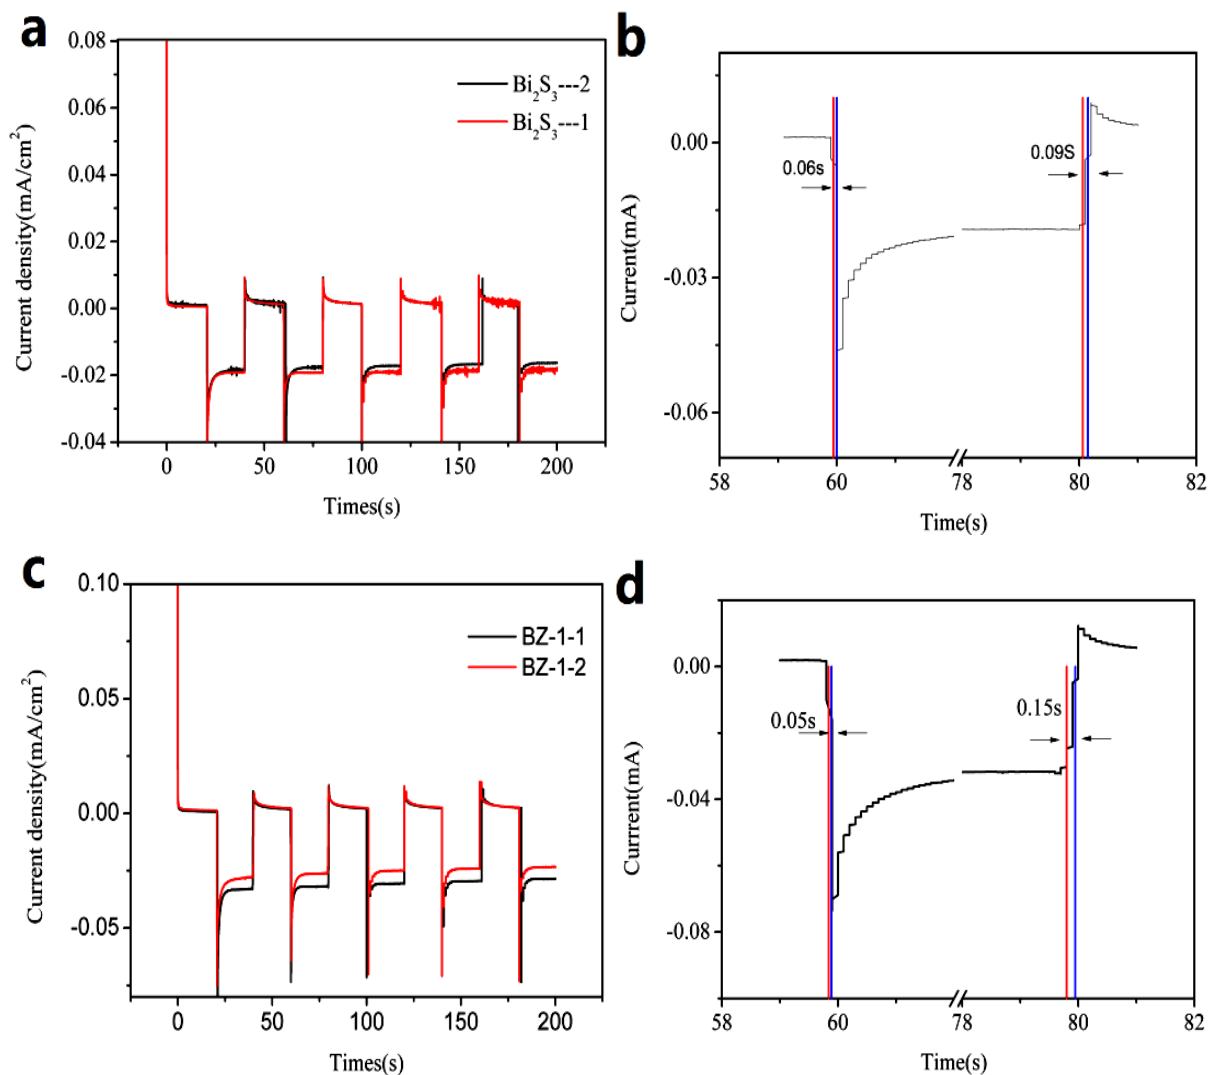 a
0.08
0.06
0.04
0.02
0.00
-0.02
-0.04
Current density(mA/cm²)
Bi₂S₃---2
Bi₂S₃---1
0
50
100
150
200
Times(s)
b
0.00
-0.03
-0.06
Current(mA)
0.06s
0.09S
58
60
78
80
82
Time(s)
c
0.10
0.05
0.00
-0.05
Current density(mA/cm²)
BZ-1-1
BZ-1-2
0
50
100
150
200
Times(s)
d
0.00
-0.04
-0.08
Currrent(mA)
0.05s
0.15s
58
60
78
80
82
Time(s)